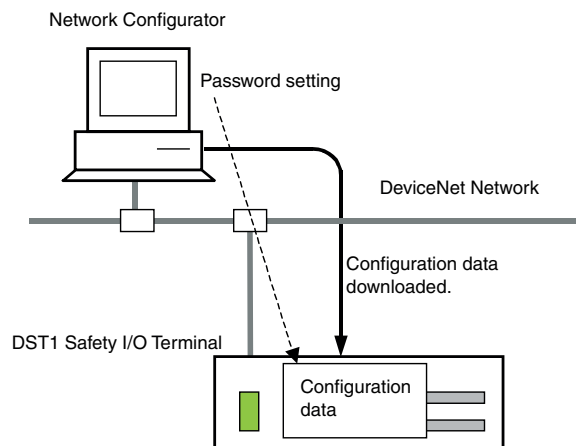 Network Configurator
Password setting
DeviceNet Network
Configuration data
downloaded.
DST1 Safety I/O Terminal
Configuration
data